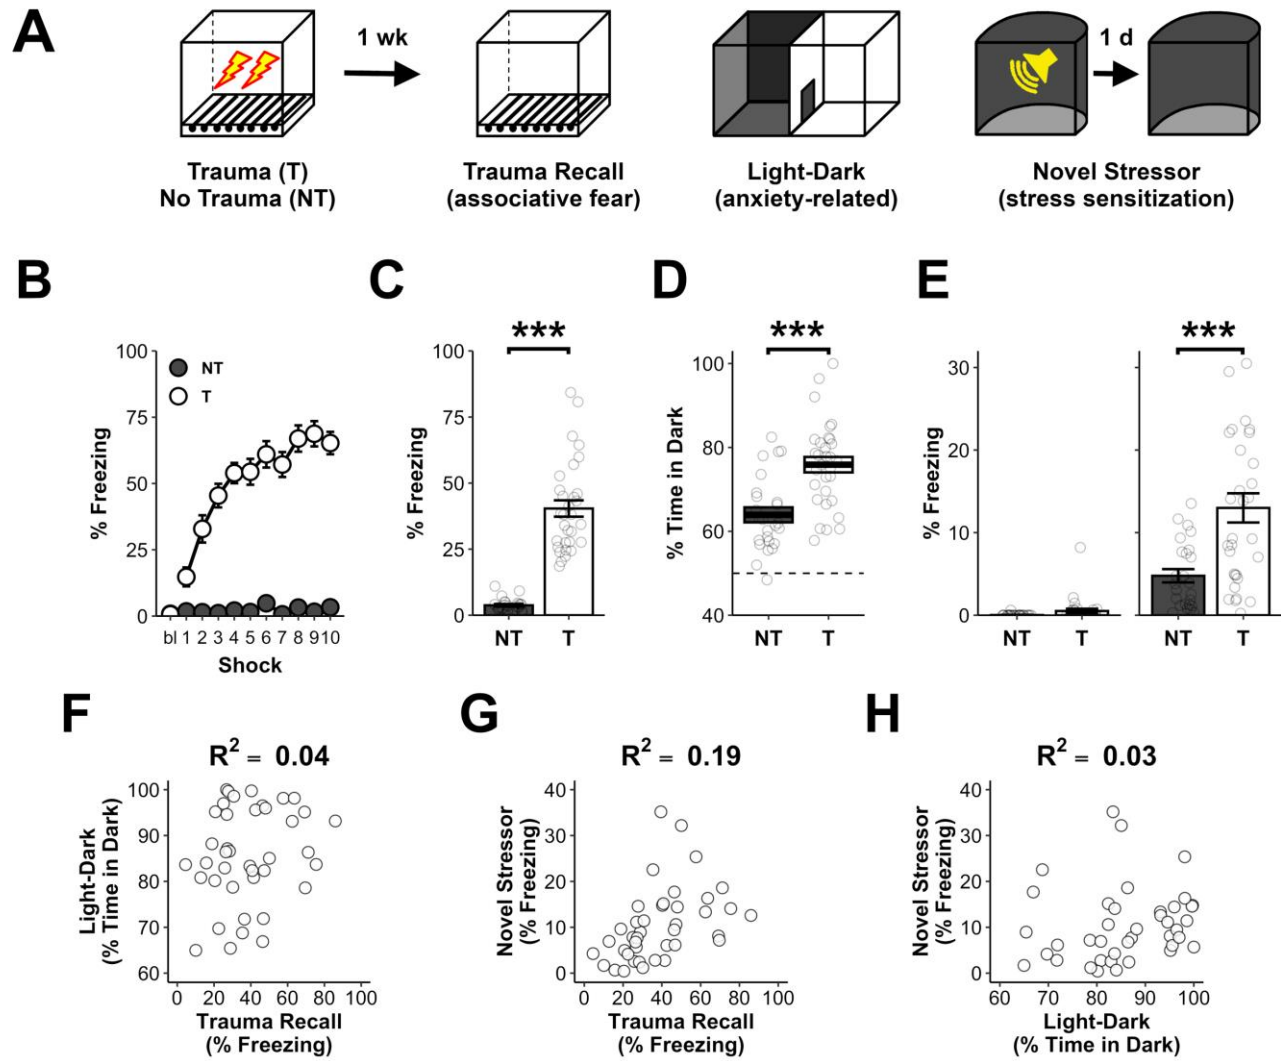 A
1 wk
1 d
Trauma (T)
No Trauma (NT)
Trauma Recall
(associative fear)
Light-Dark
(anxiety-related)
Novel Stressor
(stress sensitization)
B
% Freezing
100
75
50
25
0
NT
T
bl 1 2 3 4 5 6 7 8 9 10
Shock
C
***
% Freezing
100
75
50
25
0
NT T
D
***
% Time in Dark
100
80
60
40
NT T
E
***
% Freezing
30
20
10
0
NT T
NT T
F
R² = 0.04
Light-Dark
(% Time in Dark)
100
90
80
70
60
0 20 40 60 80 100
Trauma Recall
(% Freezing)
G
R² = 0.19
Novel Stressor
(% Freezing)
40
30
20
10
0
0 20 40 60 80 100
Trauma Recall
(% Freezing)
H
R² = 0.03
Novel Stressor
(% Freezing)
40
30
20
10
0
60 70 80 90 100
Light-Dark
(% Time in Dark)